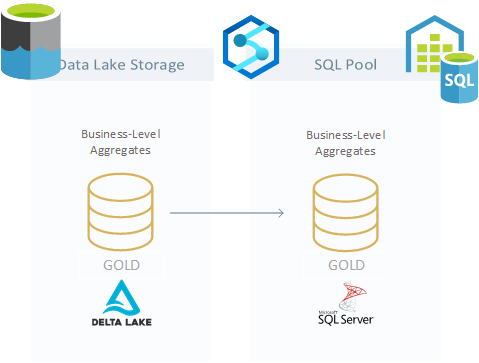 Data Lake Storage
SQL Pool
SQL
Business-Level
Aggregates
GOLD
DELTA LAKE
Business-Level
Aggregates
GOLD
Microsoft
SQL Server